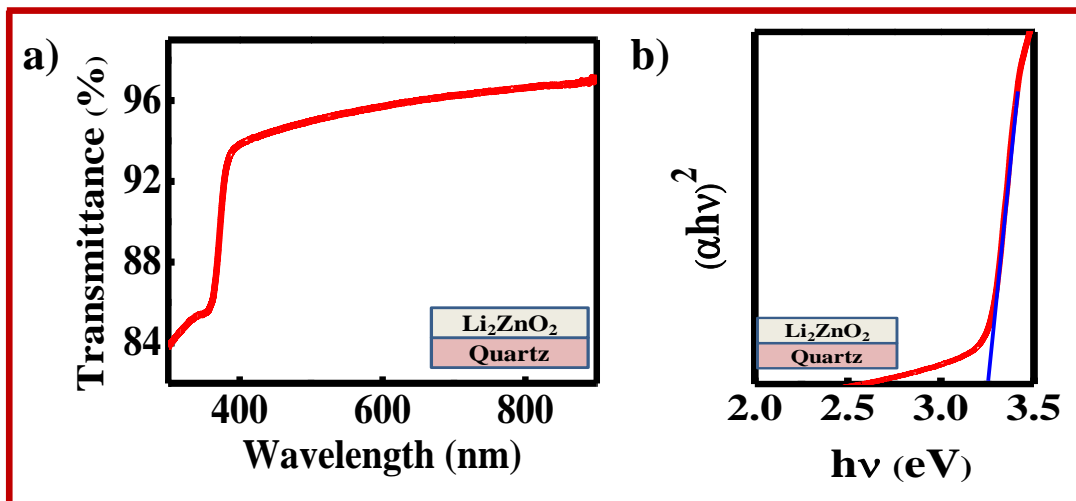 a)
Transmittance (%)
96
92
88
84
400 600 800
Wavelength (nm)
Li₂ZnO₂
Quartz
b)
(αhν)²
Li₂ZnO₂
Quartz
2.0 2.5 3.0 3.5
hν (eV)